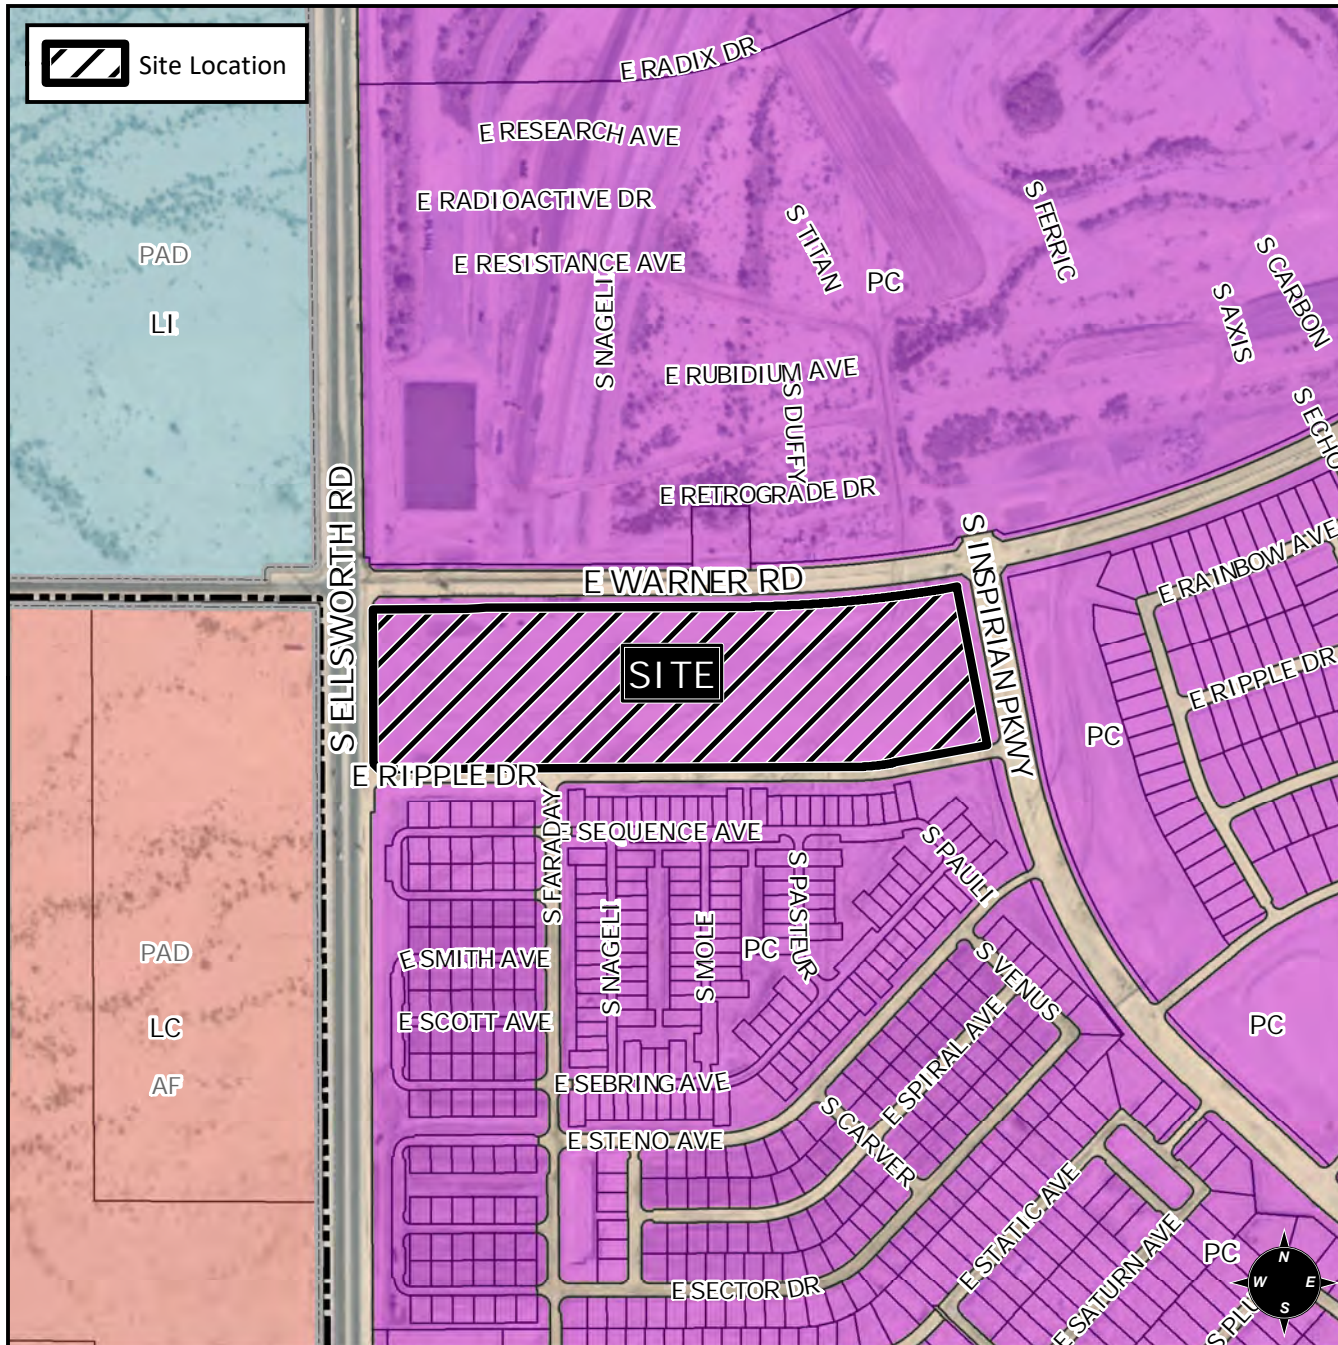 Site Location
E RADIX DR
E RESEARCH AVE
E RADIOACTIVE DR
S TITAN
S FERRIC
PAD
E RESISTANCE AVE
PC
S CARBON
LI
S NAGELI
S AXIS
E RUBIDIUM AVE
S DUFFY
S ECHO
E RETROGRADE DR
S ELLSWORTH RD
E WARNER RD
S INSPIRIAN PKWY
E RAINBOW AVE
SITE
E RIPPLE DR
PC
E RIPPLE DR
S FARADAY
E SEQUENCE AVE
S PAULI
S PASTEUR
PAD
E SMITH AVE
S NAGELI
S MOLE
PC
S VENUS
LC
E SCOTT AVE
PC
AF
E SEBRING AVE
E SPIRAL AVE
S CARVER
E STENO AVE
E STATIC AVE
E SATURN AVE
PC
N
W E
S
E SECTOR DR
S PLU